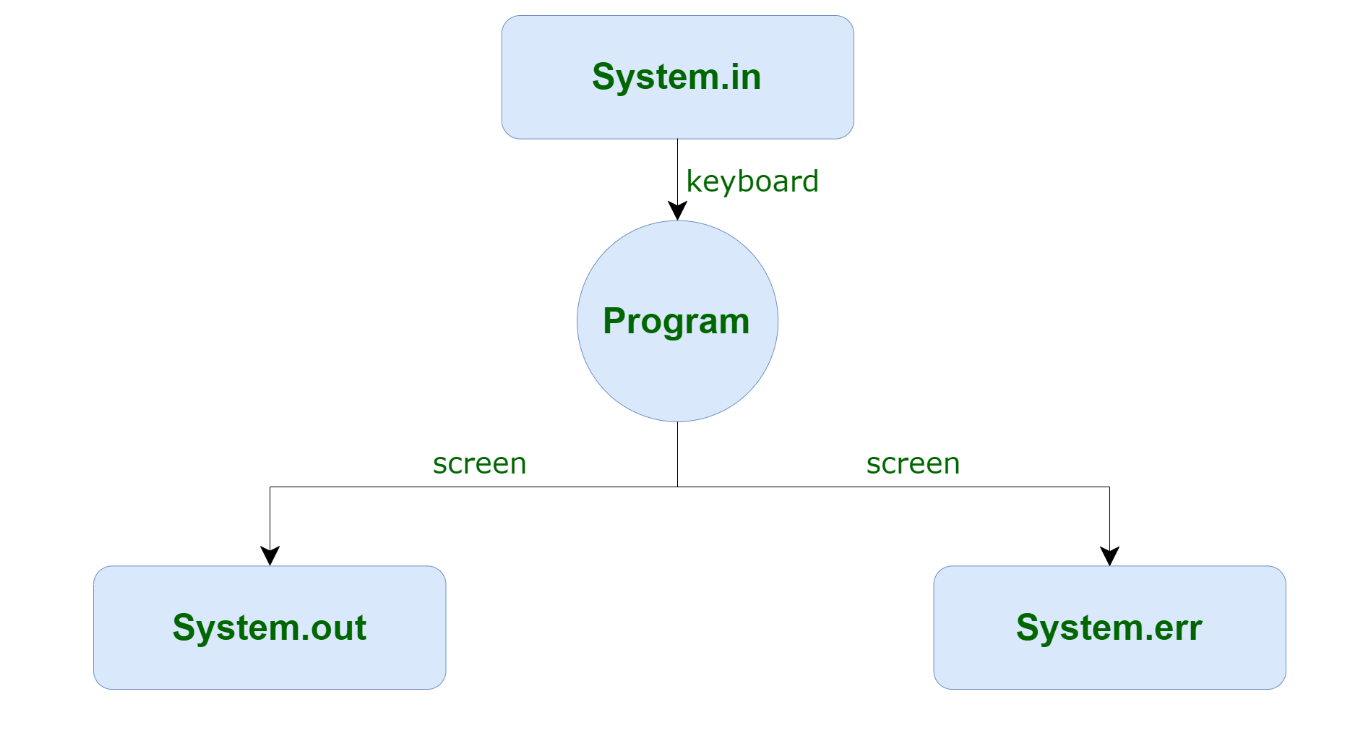 System.in
keyboard
Program
screen
screen
System.out
System.err